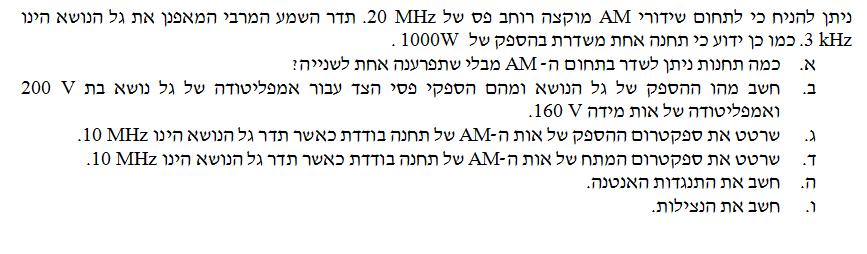 ניתן להניח כי לתחום שידורי AM מוקצה רוחב פס של 20 MHz. תדר השמע המרבי המאפנן את גל הנושא הינו
3 kHz. כמו כן ידוע כי תחנה אחת משדרת בהספק של 1000W .
א. כמה תחנות ניתן לשדר בתחום ה- AM מבלי שתפרענה אחת לשנייה?
ב. חשב מהו ההספק של גל הנושא ומהם הספקי פסי הצד עבור אמפליטודה של גל נושא בת 200 V
ואמפליטודה של אות מידה 160 V.
ג. שרטט את ספקטרום ההספק של אות ה-AM של תחנה בודדת כאשר תדר גל הנושא הינו 10 MHz.
ד. שרטט את ספקטרום המתח של אות ה-AM של תחנה בודדת כאשר תדר גל הנושא הינו 10 MHz.
ה. חשב את התנגדות האנטנה.
ו. חשב את הנצילות.